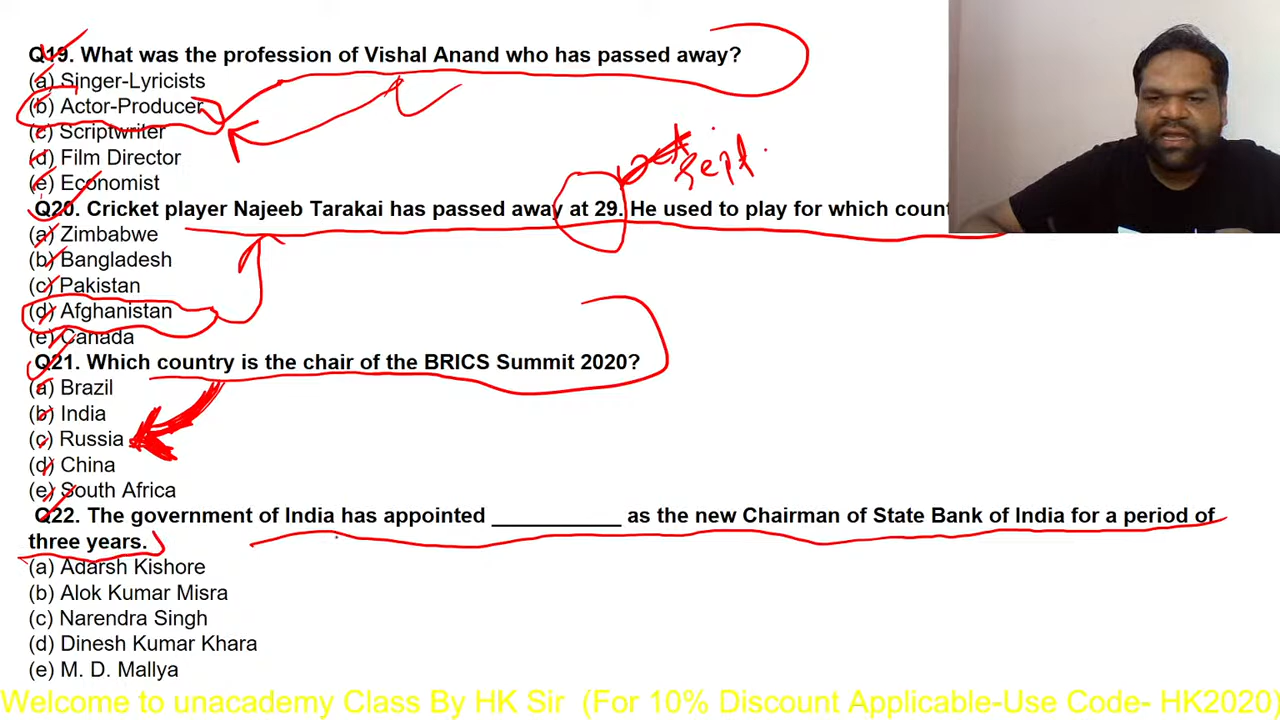 Q19. What was the profession of Vishal Anand who has passed away?
(a) Singer-Lyricists
(b) Actor-Producer
(c) Scriptwriter
(d) Film Director
(e) Economist
Sept.
Q20. Cricket player Najeeb Tarakai has passed away at 29. He used to play for which count
(a) Zimbabwe
(b) Bangladesh
(c) Pakistan
(d) Afghanistan
(e) Canada
Q21. Which country is the chair of the BRICS Summit 2020?
(a) Brazil
(b) India
(c) Russia
(d) China
(e) South Africa
Q22. The government of India has appointed ___________ as the new Chairman of State Bank of India for a period of
three years.
(a) Adarsh Kishore
(b) Alok Kumar Misra
(c) Narendra Singh
(d) Dinesh Kumar Khara
(e) M. D. Mallya
Welcome to unacademy Class By HK Sir (For 10% Discount Applicable-Use Code- HK2020)